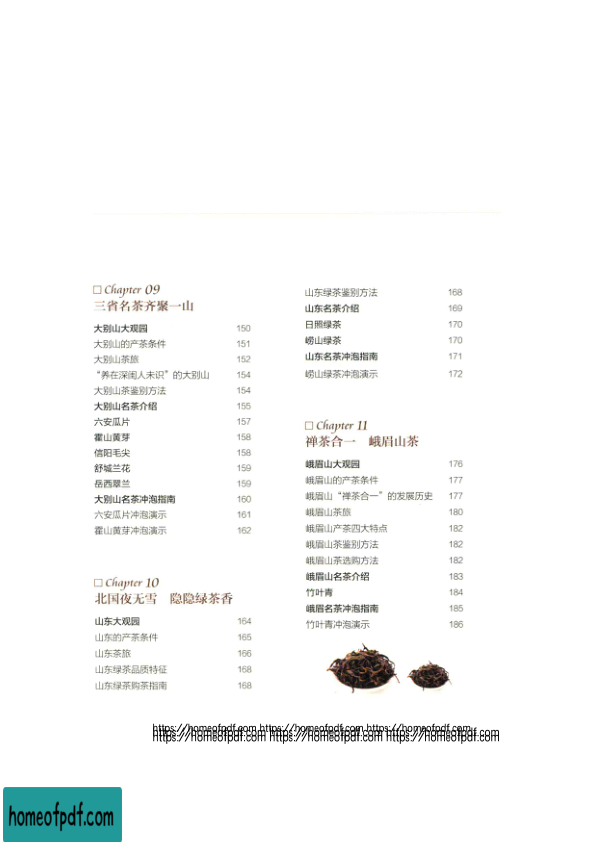 □ Chapter 09
三省名茶齐聚一山
大别山大观园 150
大别山的产茶条件 151
大别山茶旅 152
“养在深闺人未识”的大别山 154
大别山茶鉴别方法 154
大别山名茶介绍 155
六安瓜片 157
霍山黄芽 158
信阳毛尖 158
舒城兰花 159
岳西翠兰 159
大别山名茶冲泡指南 160
六安瓜片冲泡演示 161
霍山黄芽冲泡演示 162
□ Chapter 10
北国夜无雪 隐隐绿茶香
山东大观园 164
山东的产茶条件 165
山东茶旅 166
山东绿茶品质特征 168
山东绿茶购茶指南 168
山东绿茶鉴别方法 168
山东名茶介绍 169
日照绿茶 170
崂山绿茶 170
山东名茶冲泡指南 171
崂山绿茶冲泡演示 172
□ Chapter 11
禅茶合一 峨眉山茶
峨眉山大观园 176
峨眉山的产茶条件 177
峨眉山“禅茶合一”的发展历史 177
峨眉山茶旅 180
峨眉山产茶四大特点 182
峨眉山茶鉴别方法 182
峨眉山茶选购方法 182
峨眉山名茶介绍 183
竹叶青 184
峨眉名茶冲泡指南 185
竹叶青冲泡演示 186
https://homeofpdf.com https://homeofpdf.com https://homeofpdf.com
https://homeofpdf.com https://homeofpdf.com https://homeofpdf.com
homeofpdf.com